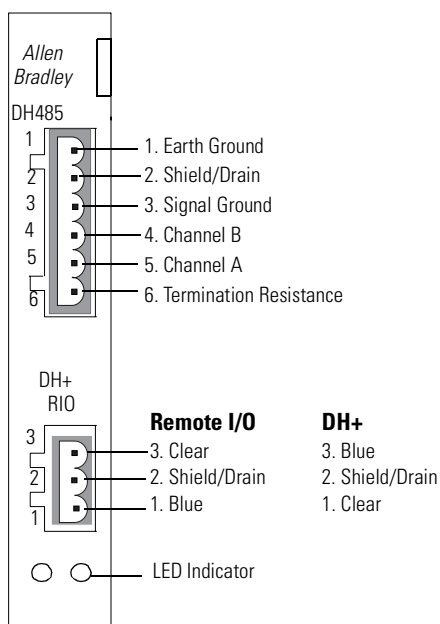 Allen
Bradley
DH485
1
2
3
4
5
6
1. Earth Ground
2. Shield/Drain
3. Signal Ground
4. Channel B
5. Channel A
6. Termination Resistance
DH+
RIO
3
2
1
Remote I/O DH+
3. Clear 3. Blue
2. Shield/Drain 2. Shield/Drain
1. Blue 1. Clear
LED Indicator